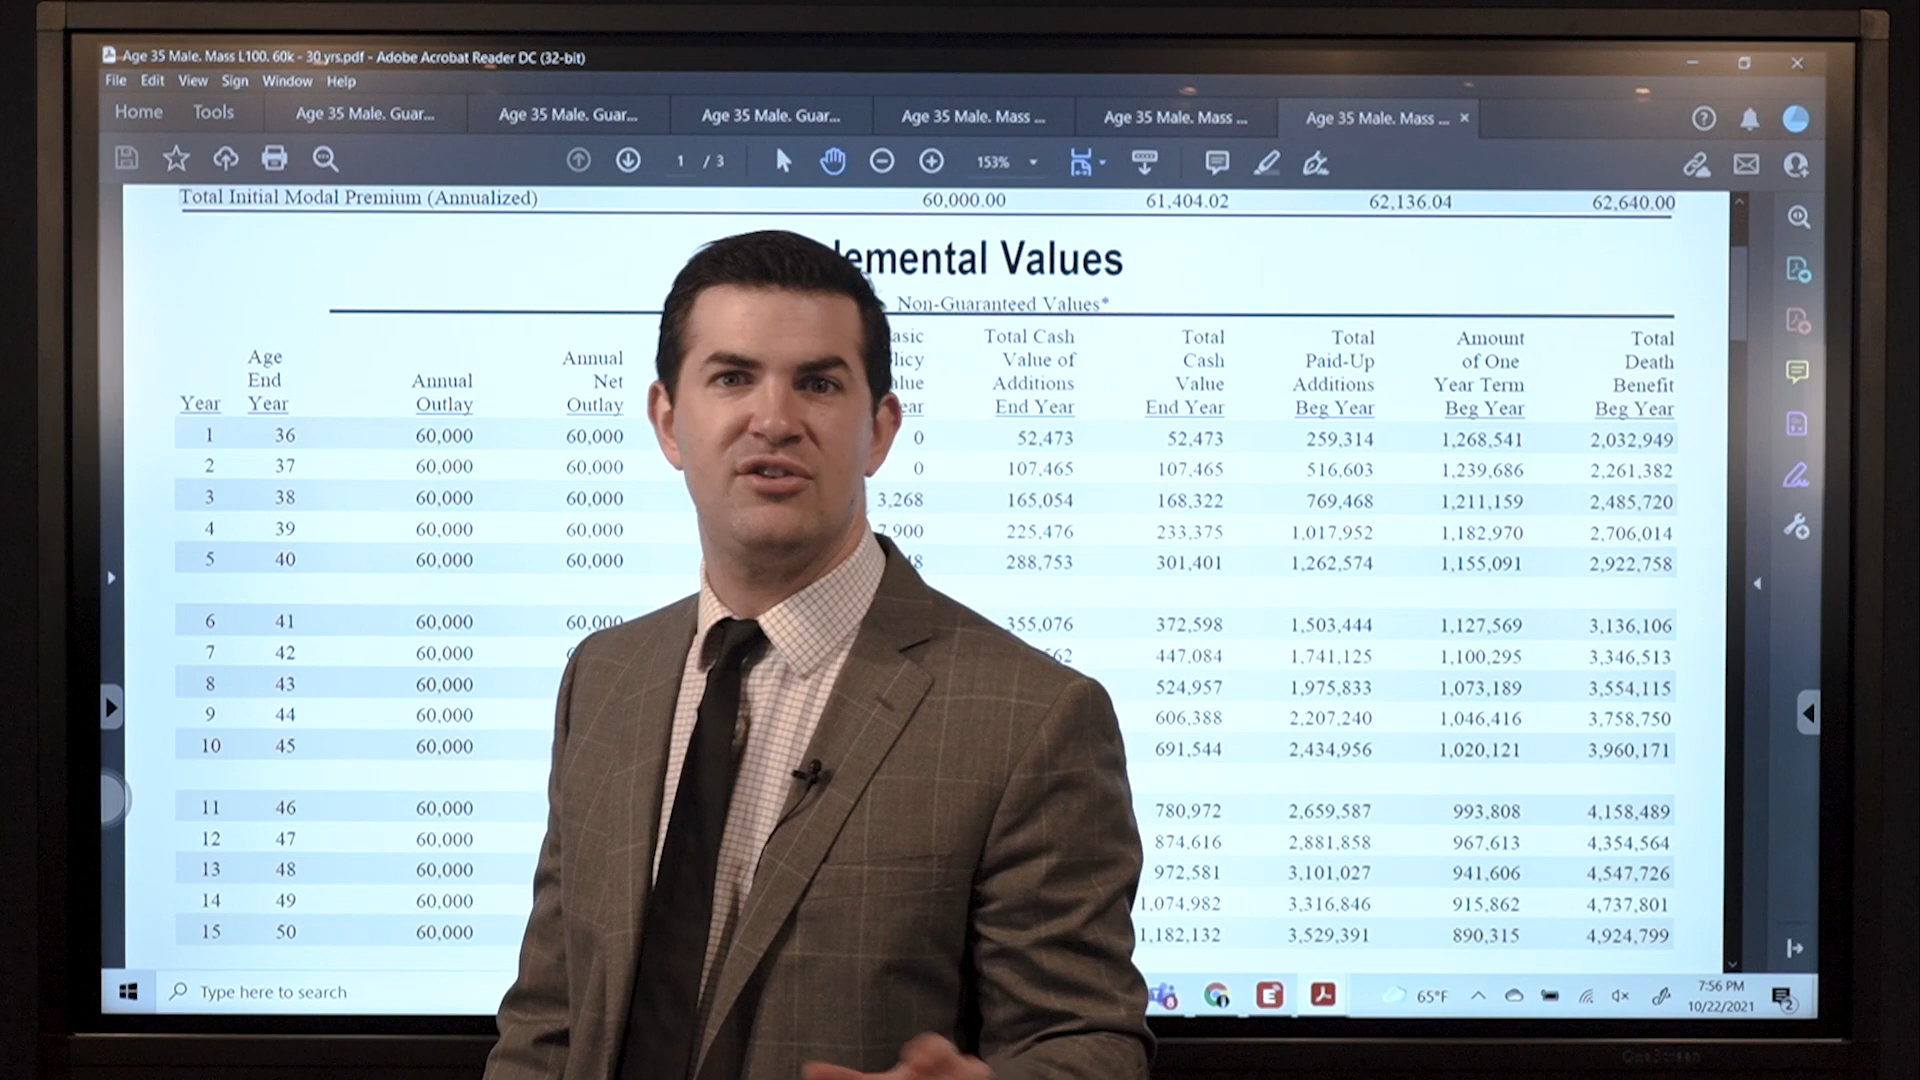 Age 35 Male. Mass L100. 60k - 30 yrs.pdf - Adobe Acrobat Reader DC (32-bit)
File Edit View Sign Window Help
Home Tools Age 35 Male. Guar... Age 35 Male. Guar... Age 35 Male. Guar... Age 35 Male. Mass ... Age 35 Male. Mass ... Age 35 Male. Mass ... ×
1 / 3 153%
Total Initial Modal Premium (Annualized) 60,000.00 61,404.02 62,136.04 62,640.00
lemental Values
Non-Guaranteed Values*
asic Total Cash Total Total Amount Total
Age Annual licy Value of Cash Paid-Up of One Death
End Annual Net alue Additions Value Additions Year Term Benefit
Year Year Outlay Outlay ear End Year End Year Beg Year Beg Year Beg Year
1 36 60,000 60,000 0 52,473 52,473 259,314 1,268,541 2,032,949
2 37 60,000 60,000 0 107,465 107,465 516,603 1,239,686 2,261,382
3 38 60,000 60,000 3,268 165,054 168,322 769,468 1,211,159 2,485,720
4 39 60,000 60,000 7,900 225,476 233,375 1,017,952 1,182,970 2,706,014
5 40 60,000 60,000 48 288,753 301,401 1,262,574 1,155,091 2,922,758
6 41 60,000 60,000 355,076 372,598 1,503,444 1,127,569 3,136,106
7 42 60,000 562 447,084 1,741,125 1,100,295 3,346,513
8 43 60,000 524,957 1,975,833 1,073,189 3,554,115
9 44 60,000 606,388 2,207,240 1,046,416 3,758,750
10 45 60,000 691,544 2,434,956 1,020,121 3,960,171
11 46 60,000 780,972 2,659,587 993,808 4,158,489
12 47 60,000 874,616 2,881,858 967,613 4,354,564
13 48 60,000 972,581 3,101,027 941,606 4,547,726
14 49 60,000 1,074,982 3,316,846 915,862 4,737,801
15 50 60,000 1,182,132 3,529,391 890,315 4,924,799
Type here to search 8 E 65°F 7:56 PM
10/22/2021 2
OneScreen